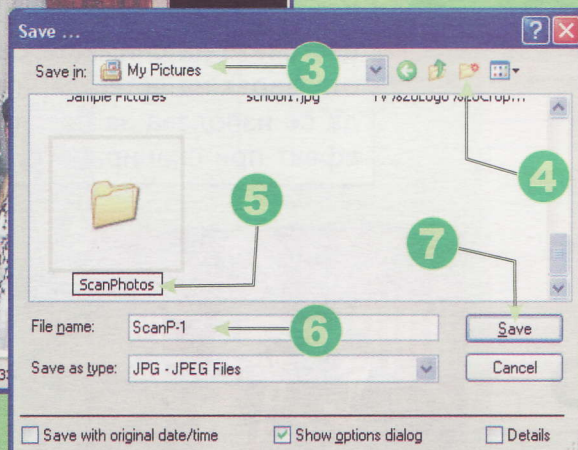 Save ...
Save in: My Pictures 3
4
Sample Pictures school1.jpg
5
7
ScanPhotos
File name: ScanP-1 6 Save
Save as type: JPG - JPEG Files Cancel
Save with original date/time Show options dialog Details